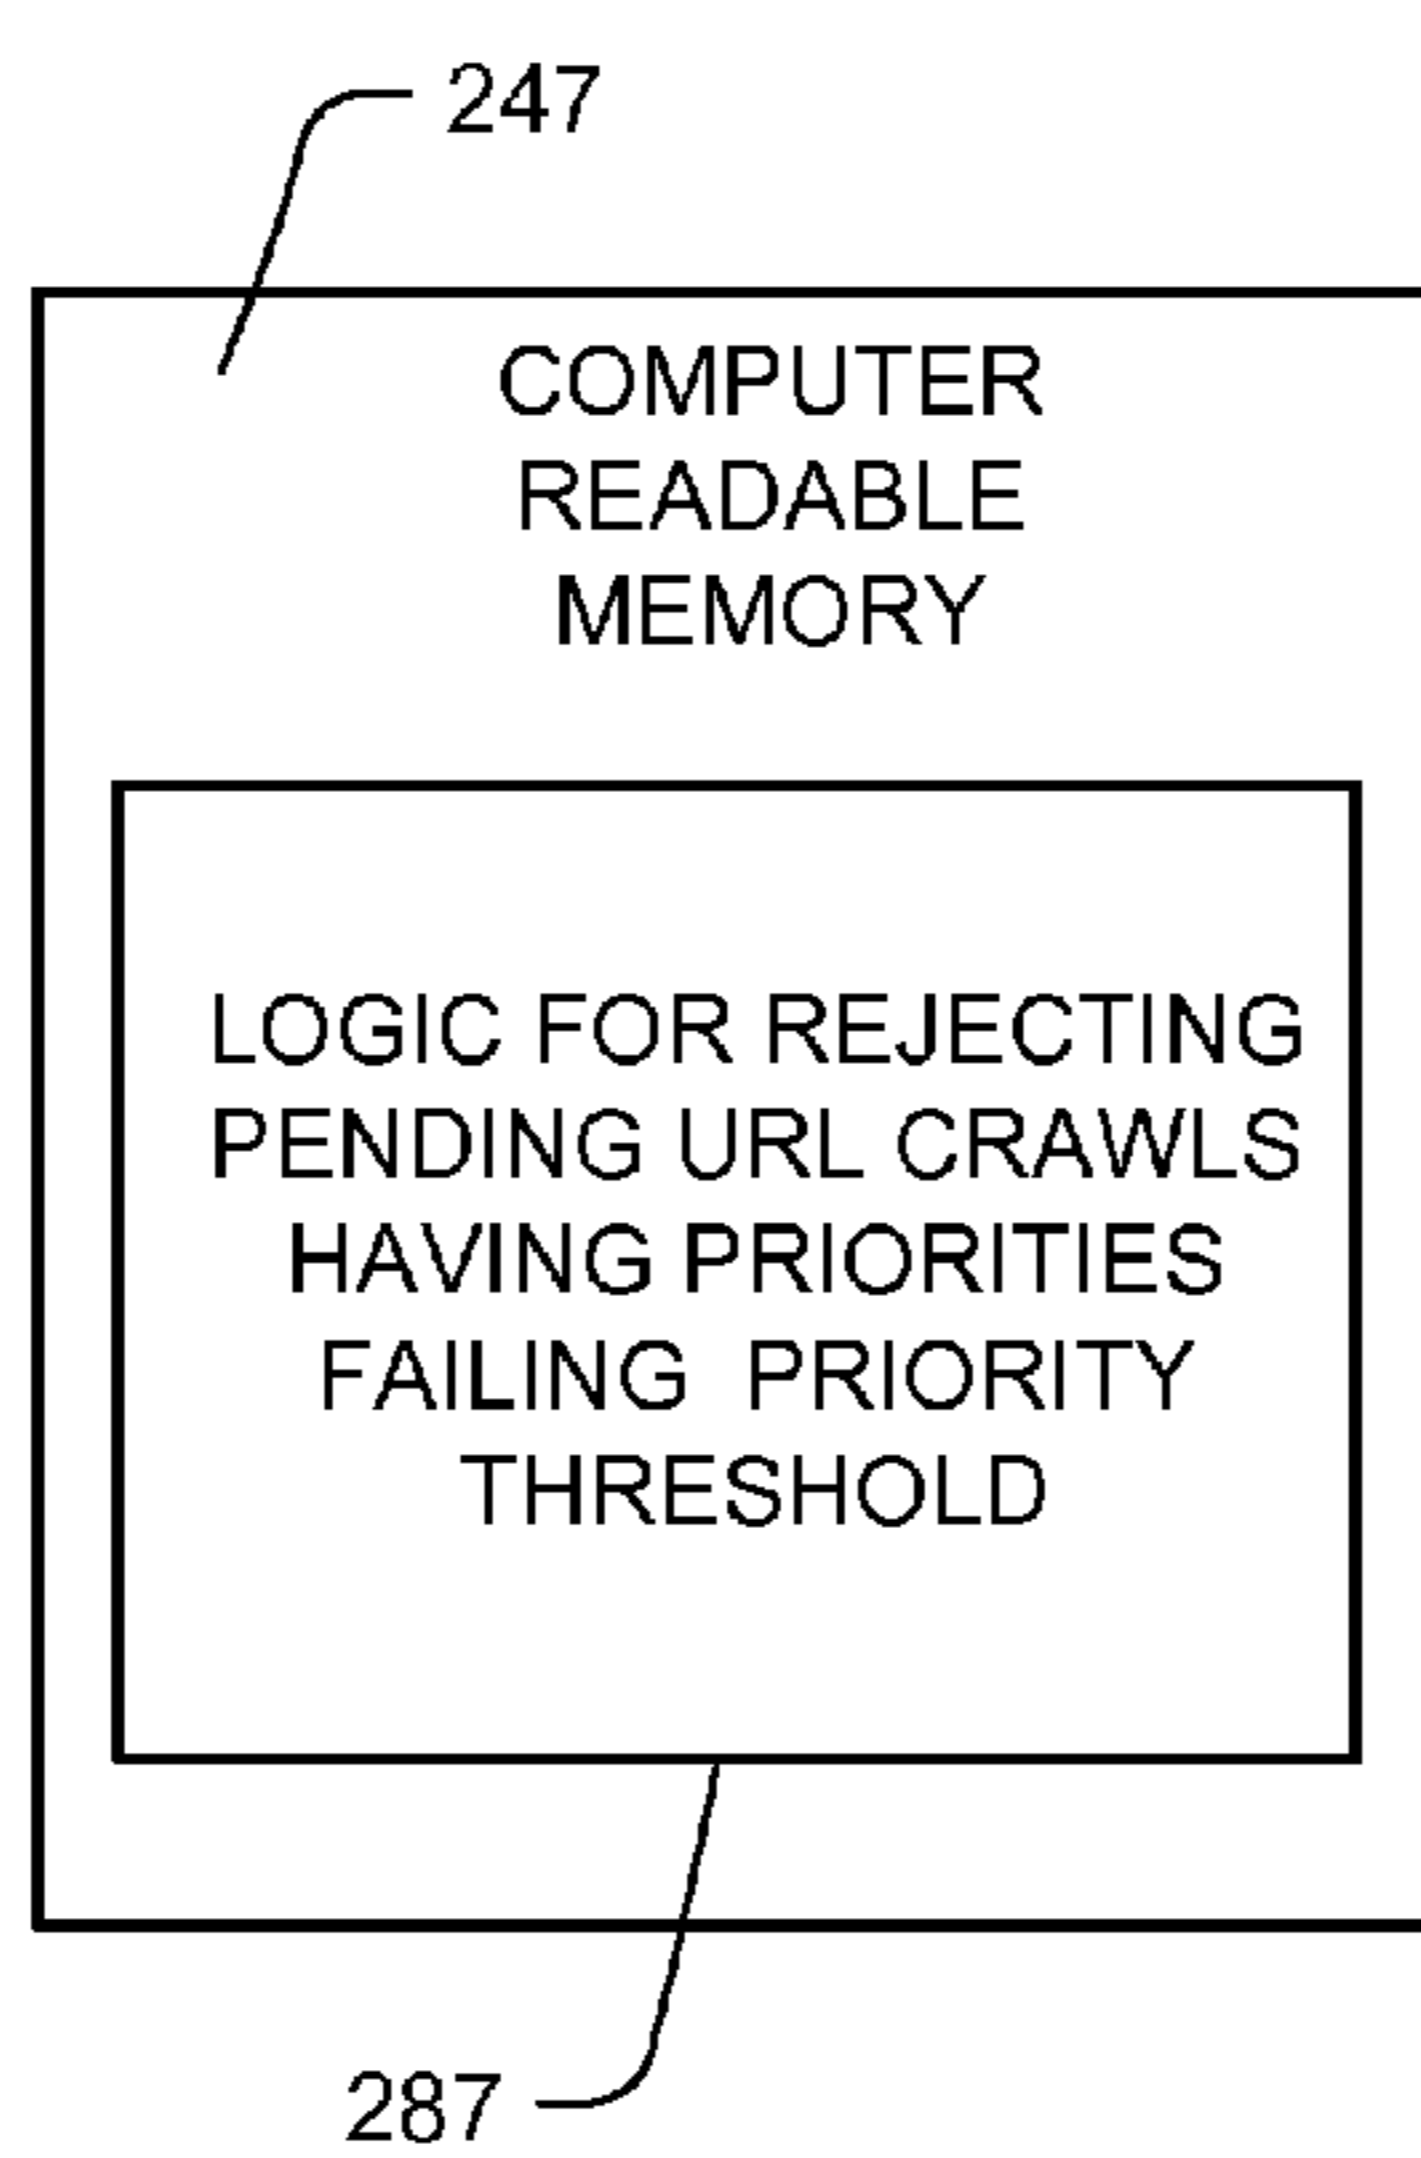 247
COMPUTER
READABLE
MEMORY
LOGIC FOR REJECTING
PENDING URL CRAWLS
HAVING PRIORITIES
FAILING PRIORITY
THRESHOLD
287